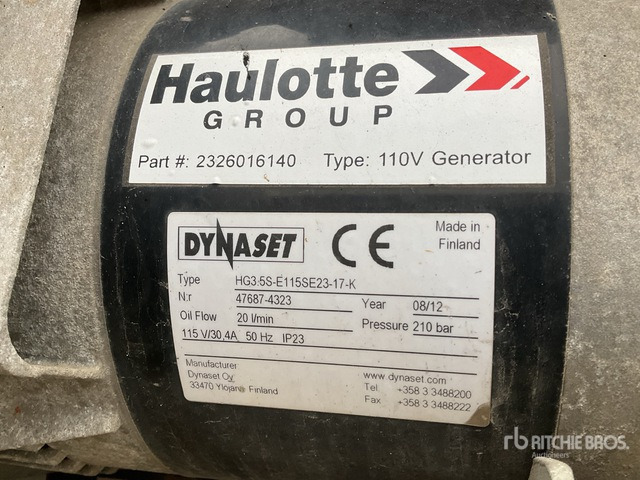 Haulotte
GROUP
Part #: 2326016140 Type: 110V Generator
DYNASET CE Made in
Finland
Type HG3.5S-E115SE23-17-K
N:r 47687-4323 Year 08/12
Oil Flow 20 l/min Pressure 210 bar
115 V/30,4A 50 Hz IP23
Manufacturer
Dynaset Oy www.dynaset.com
33470 Ylöjärvi Finland Tel +358 3 3488200
Fax +358 3 3488222
rb RITCHIE BROS.
Auctioneers